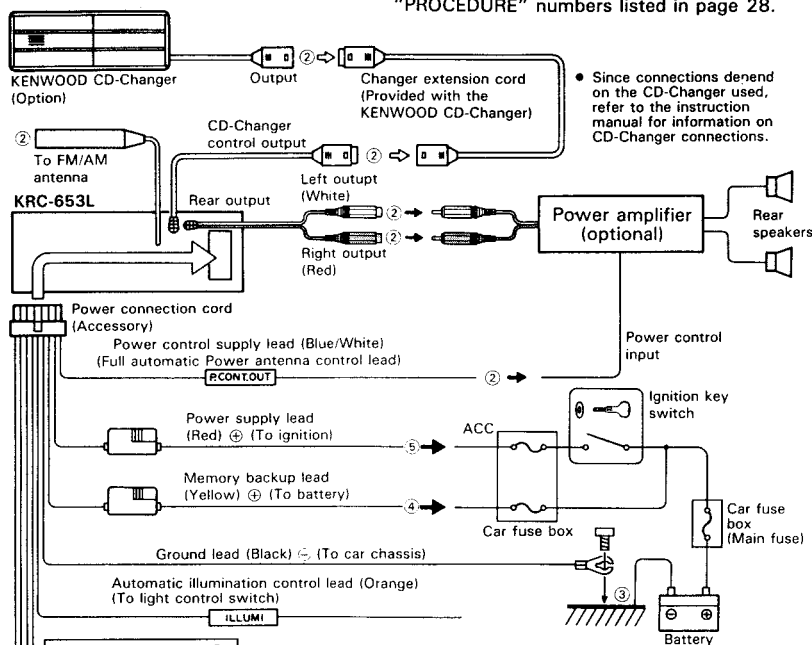 "PROCEDURE" numbers listed in page 28.
KENWOOD CD-Changer
(Option)
Output
②
Changer extension cord
(Provided with the
KENWOOD CD-Changer)
● Since connections denend
on the CD-Changer used,
refer to the instruction
manual for information on
CD-Changer connections.
②
To FM/AM
antenna
CD-Changer
control output
②
KRC-653L
Rear output
Left outupt
(White)
②
②
Right output
(Red)
Power amplifier
(optional)
Rear
speakers
Power connection cord
(Accessory)
Power control supply lead (Blue/White)
(Full automatic Power antenna control lead)
P.CONT.OUT
②
Power control
input
Ignition key
switch
Power supply lead
(Red) ⊕ (To ignition)
⑤
ACC
Memory backup lead
(Yellow) ⊕ (To battery)
④
Car fuse box
Car fuse
box
(Main fuse)
Ground lead (Black) ⊖ (To car chassis)
③
Automatic illumination control lead (Orange)
(To light control switch)
ILLUMI
⊖ ⊕
Battery